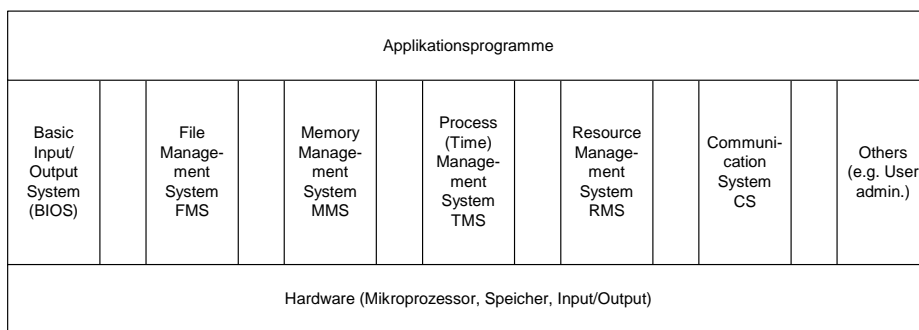 Applikationsprogramme
Basic
Input/
Output
System
(BIOS)
File
Manage-
ment
System
FMS
Memory
Manage-
ment
System
MMS
Process
(Time)
Manage-
ment
System
TMS
Resource
Manage-
ment
System
RMS
Communi-
cation
System
CS
Others
(e.g. User
admin.)
Hardware (Mikroprozessor, Speicher, Input/Output)